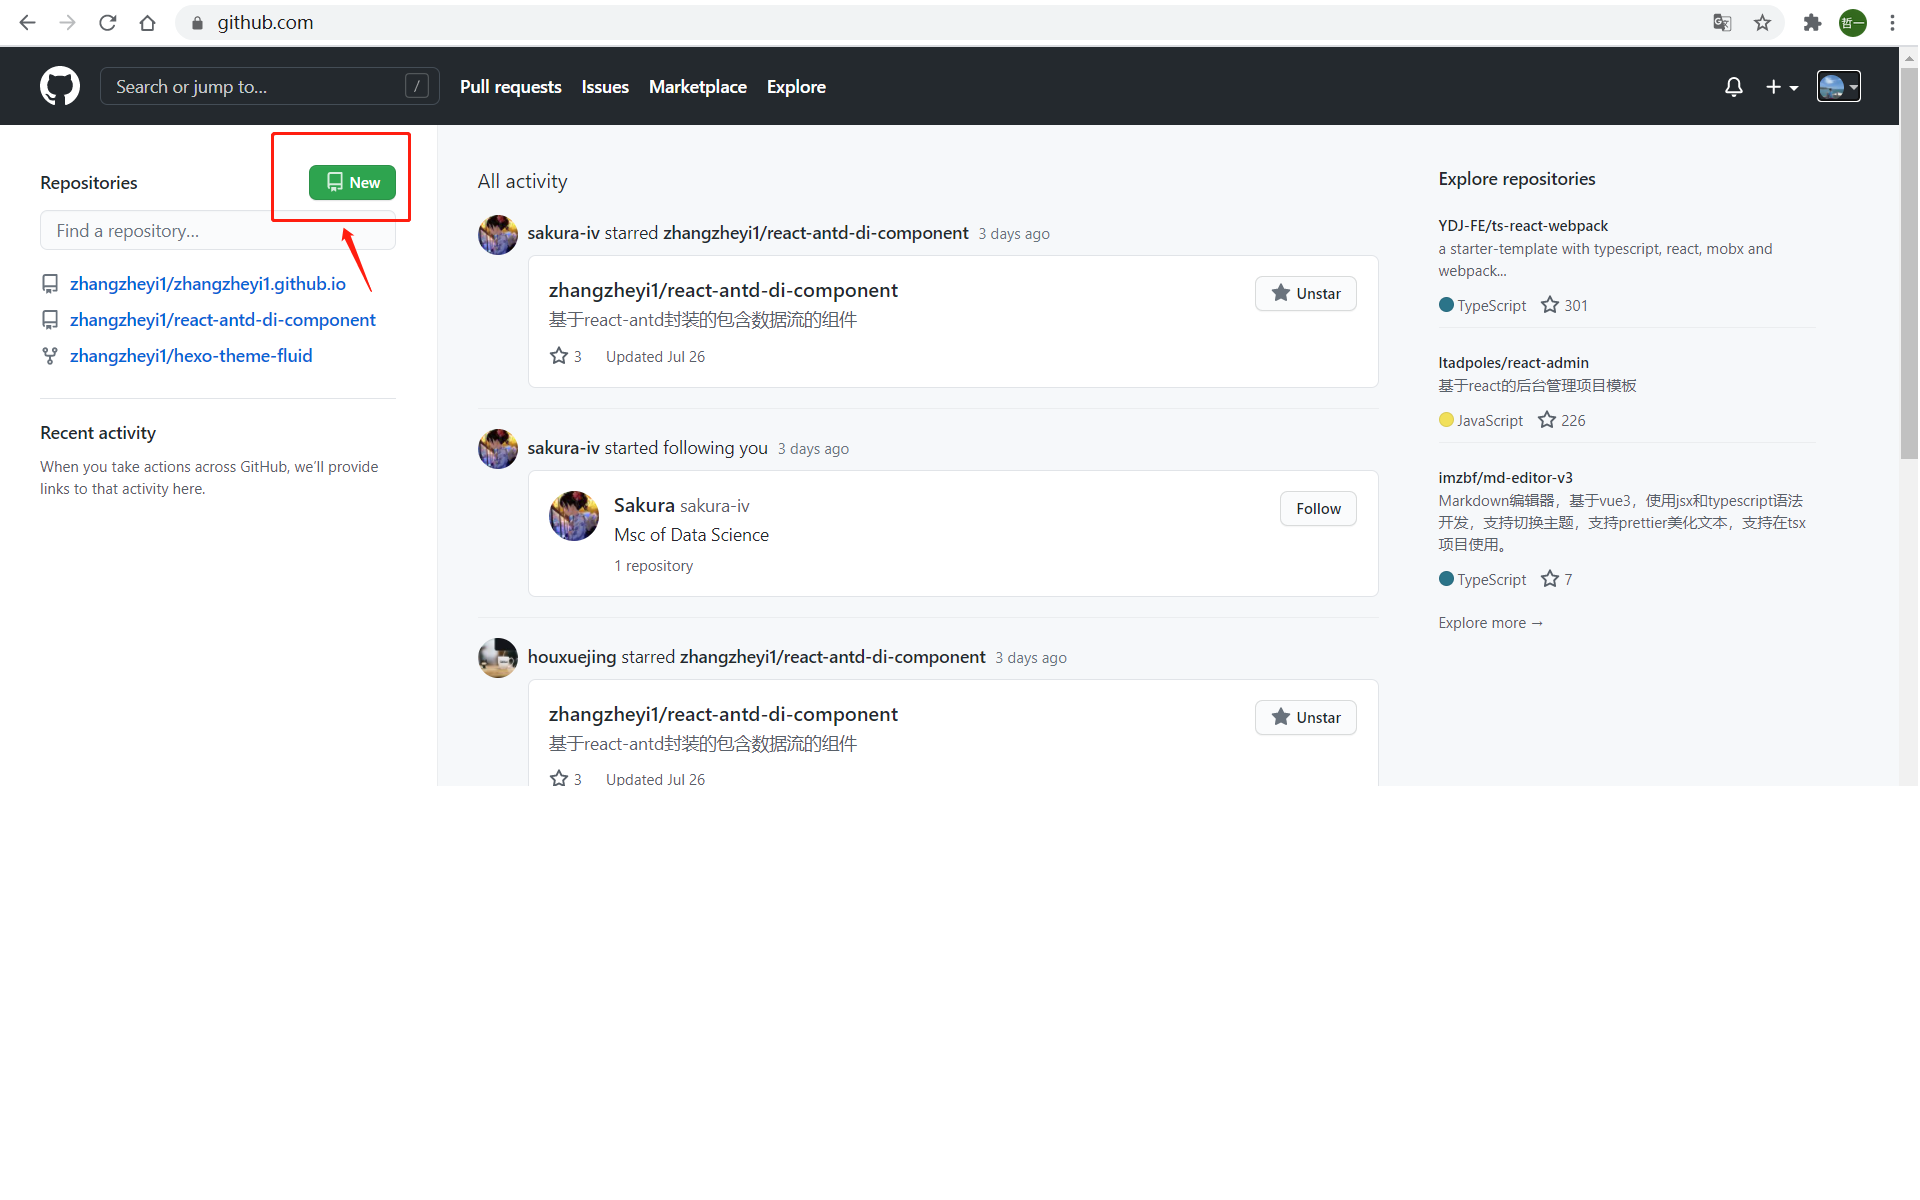 github.com
哲一
Search or jump to...
/
Pull requests
Issues
Marketplace
Explore
Repositories
New
Find a repository...
zhangzheyi1/zhangzheyi1.github.io
zhangzheyi1/react-antd-di-component
zhangzheyi1/hexo-theme-fluid
Recent activity
When you take actions across GitHub, we’ll provide
links to that activity here.
All activity
sakura-iv starred zhangzheyi1/react-antd-di-component 3 days ago
zhangzheyi1/react-antd-di-component
Unstar
基于react-antd封装的包含数据流的组件
3 Updated Jul 26
sakura-iv started following you 3 days ago
Sakura sakura-iv
Follow
Msc of Data Science
1 repository
houxuejing starred zhangzheyi1/react-antd-di-component 3 days ago
zhangzheyi1/react-antd-di-component
Unstar
基于react-antd封装的包含数据流的组件
3 Updated Jul 26
Explore repositories
YDJ-FE/ts-react-webpack
a starter-template with typescript, react, mobx and
webpack...
TypeScript 301
ltadpoles/react-admin
基于react的后台管理项目模板
JavaScript 226
imzbf/md-editor-v3
Markdown编辑器，基于vue3，使用jsx和typescript语法
开发，支持切换主题，支持prettier美化文本，支持在tsx
项目使用。
TypeScript 7
Explore more →